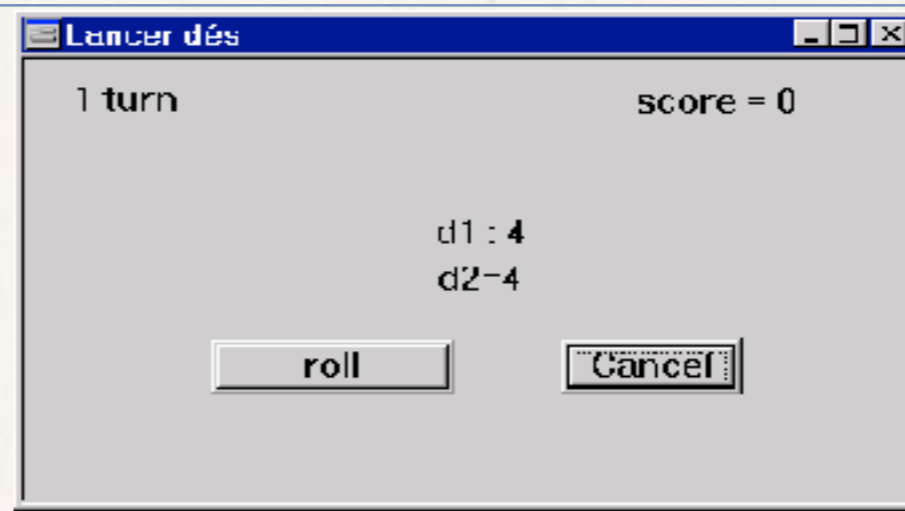 Lancer dés
1 turn score = 0
d1 : 4
d2=4
roll Cancel